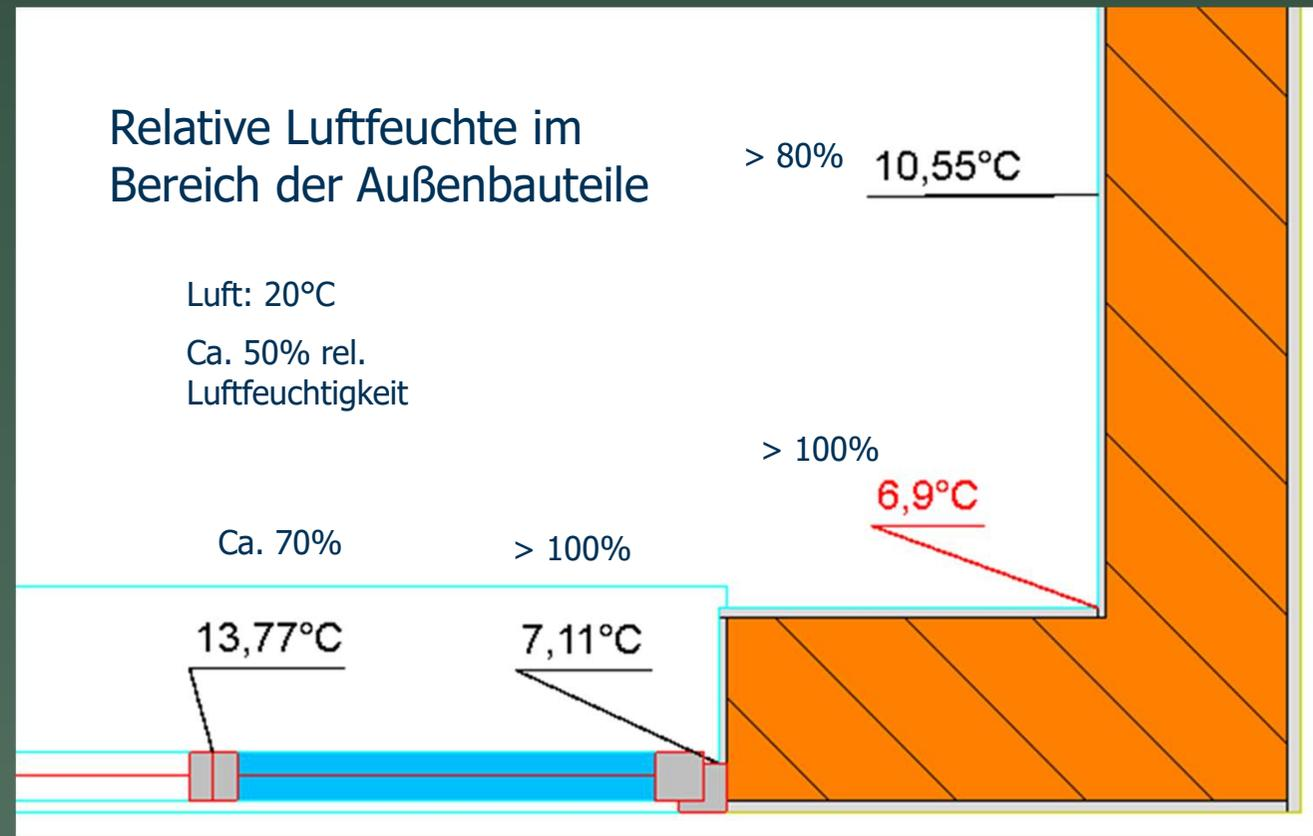 Relative Luftfeuchte im
Bereich der Außenbauteile
> 80%
10,55°C
Luft: 20°C
Ca. 50% rel.
Luftfeuchtigkeit
> 100%
6,9°C
Ca. 70%
> 100%
13,77°C
7,11°C